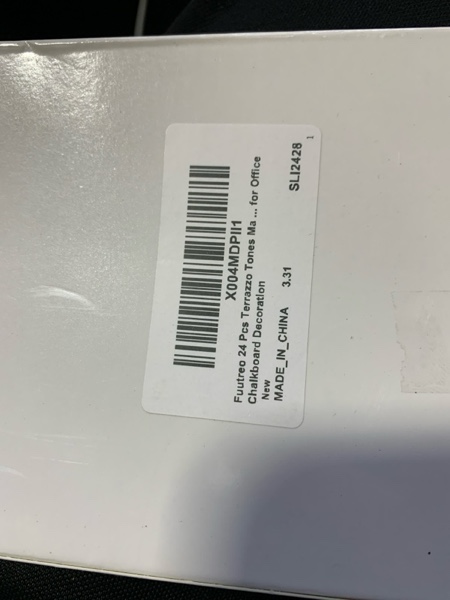 X004MDPII1
Fuutreo 24 Pcs Terrazzo Tones Ma ... for Office
Chalkboard Decoration
New
MADE_IN_CHINA 3.31 SLI2428
1